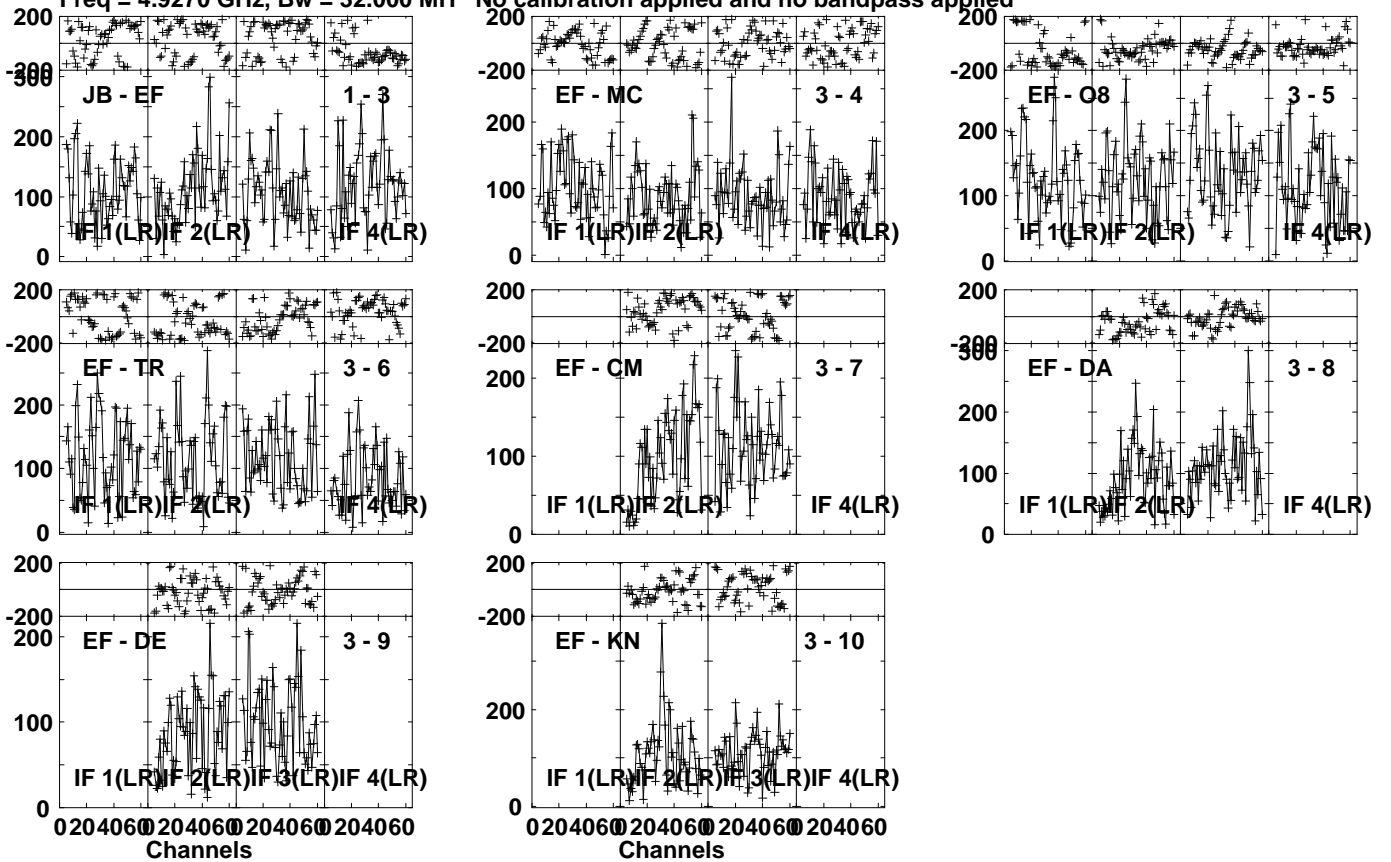 Freq = 4.9270 GHz, Bw = 32.000 MH No calibration applied and no bandpass applied
200
-200
300
200
100
0
JB - EF
1 - 3
IF 1(LR)
IF 2(LR)
IF 4(LR)
200
-200
200
100
0
EF - MC
3 - 4
IF 1(LR)
IF 2(LR)
IF 4(LR)
200
-200
200
100
0
EF - O8
3 - 5
IF 1(LR)
IF 2(LR)
IF 4(LR)
200
-200
200
100
0
EF - TR
3 - 6
IF 1(LR)
IF 2(LR)
IF 4(LR)
200
-200
200
100
0
EF - CM
3 - 7
IF 1(LR)
IF 2(LR)
IF 4(LR)
200
-200
300
200
100
0
EF - DA
3 - 8
IF 1(LR)
IF 2(LR)
IF 4(LR)
200
-200
200
100
0
EF - DE
3 - 9
IF 1(LR)
IF 2(LR)
IF 3(LR)
IF 4(LR)
0 20 40 60 0 20 40 60 0 20 40 60 0 20 40 60
Channels
200
-200
200
100
0
EF - KN
3 - 10
IF 1(LR)
IF 2(LR)
IF 3(LR)
IF 4(LR)
0 20 40 60 0 20 40 60 0 20 40 60 0 20 40 60
Channels